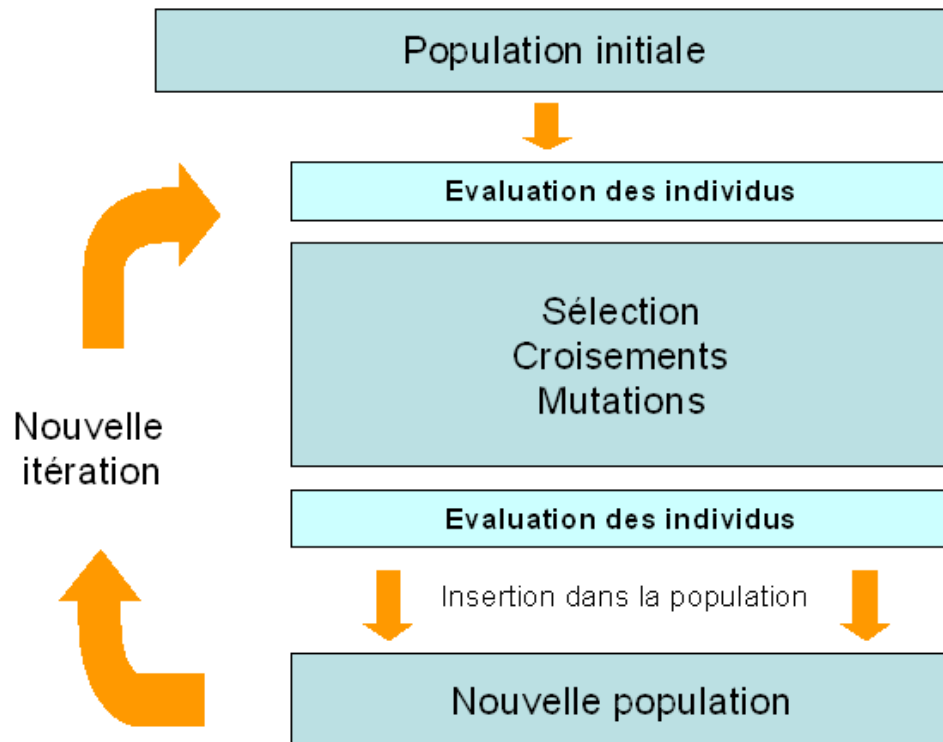 Population initiale
Evaluation des individus
Sélection
Croisements
Mutations
Nouvelle
itération
Evaluation des individus
Insertion dans la population
Nouvelle population